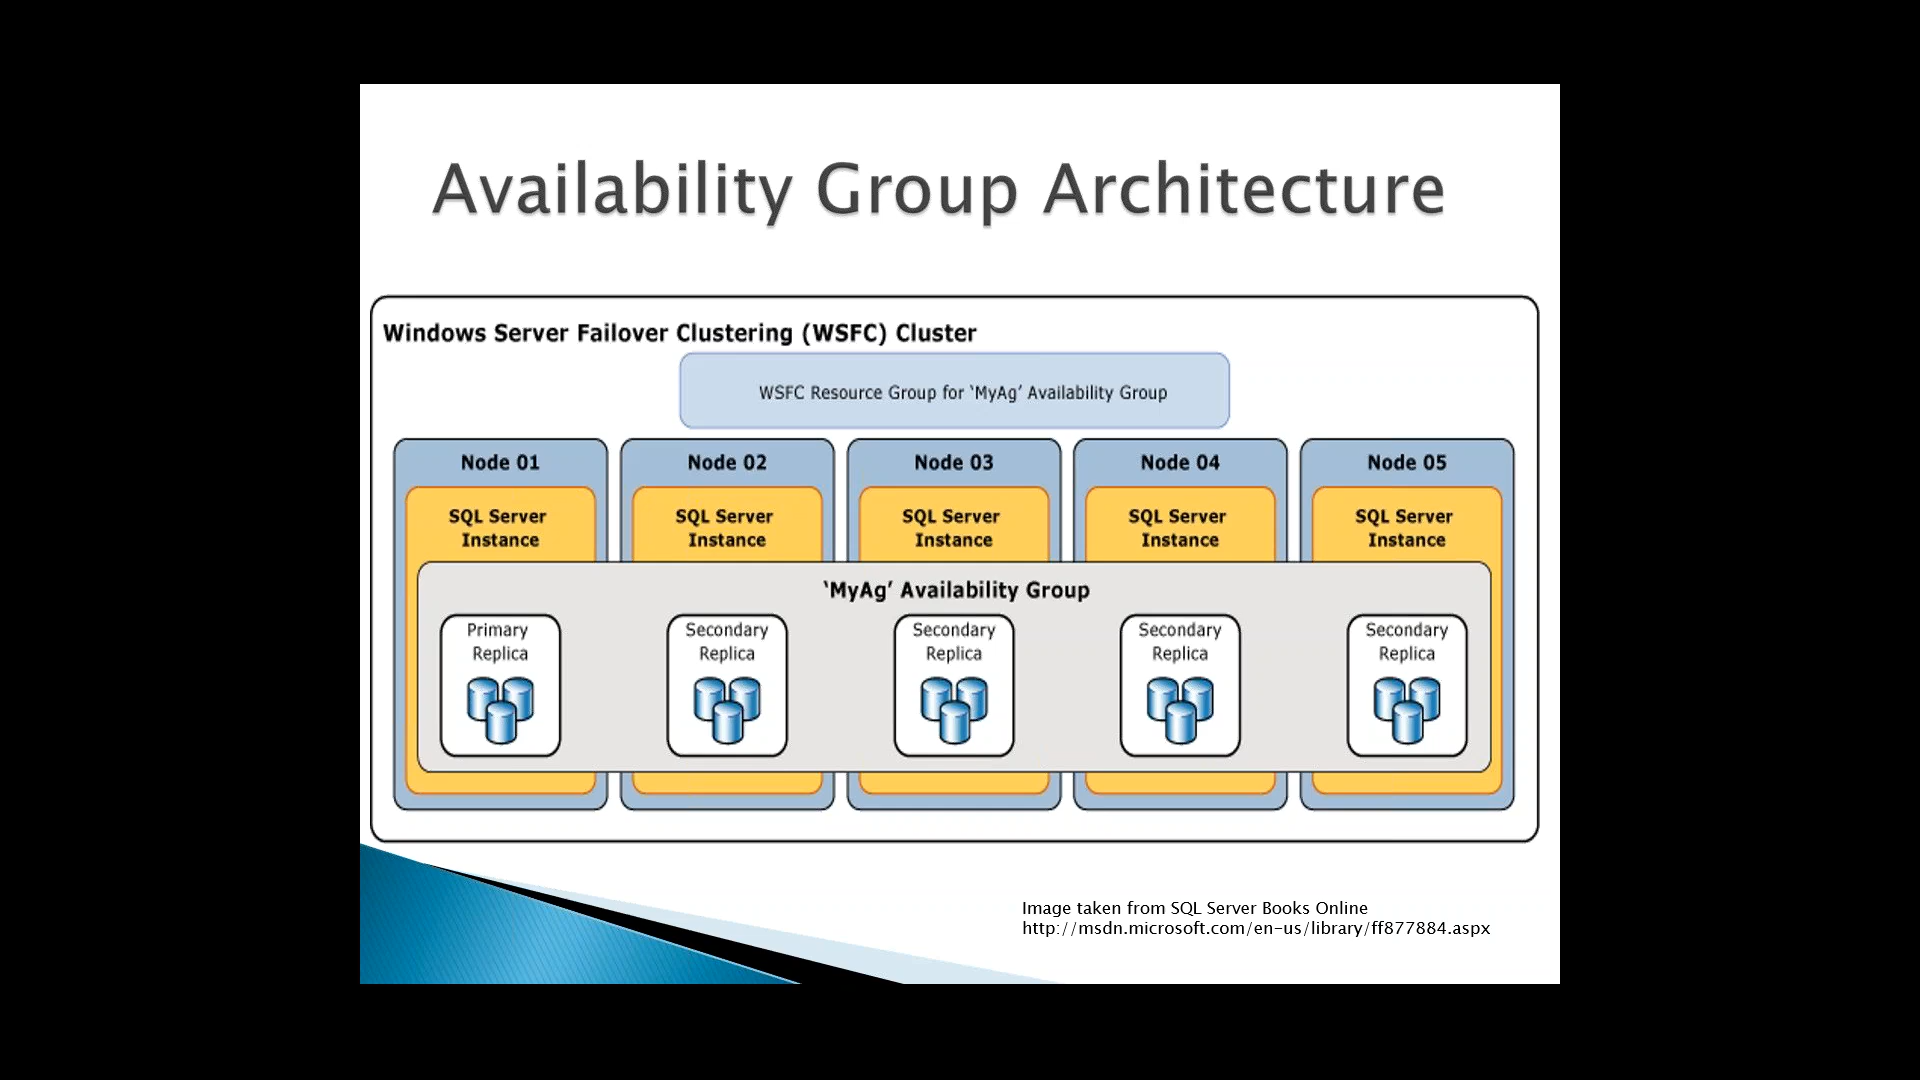 Availability Group Architecture
Windows Server Failover Clustering (WSFC) Cluster
WSFC Resource Group for ‘MyAg’ Availability Group
Node 01
SQL Server
Instance
Node 02
SQL Server
Instance
Node 03
SQL Server
Instance
Node 04
SQL Server
Instance
Node 05
SQL Server
Instance
‘MyAg’ Availability Group
Primary
Replica
Secondary
Replica
Secondary
Replica
Secondary
Replica
Secondary
Replica
Image taken from SQL Server Books Online
http://msdn.microsoft.com/en-us/library/ff877884.aspx